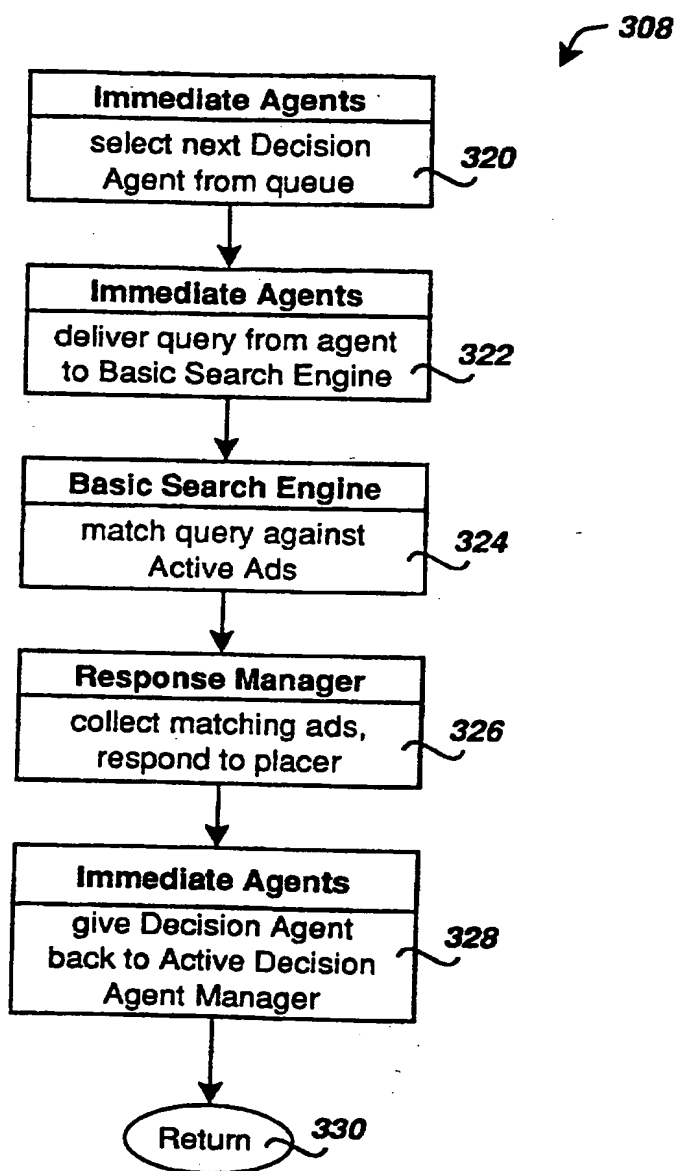 308
Immediate Agents
select next Decision
Agent from queue
320
Immediate Agents
deliver query from agent
to Basic Search Engine
322
Basic Search Engine
match query against
Active Ads
324
Response Manager
collect matching ads,
respond to placer
326
Immediate Agents
give Decision Agent
back to Active Decision
Agent Manager
328
Return
330